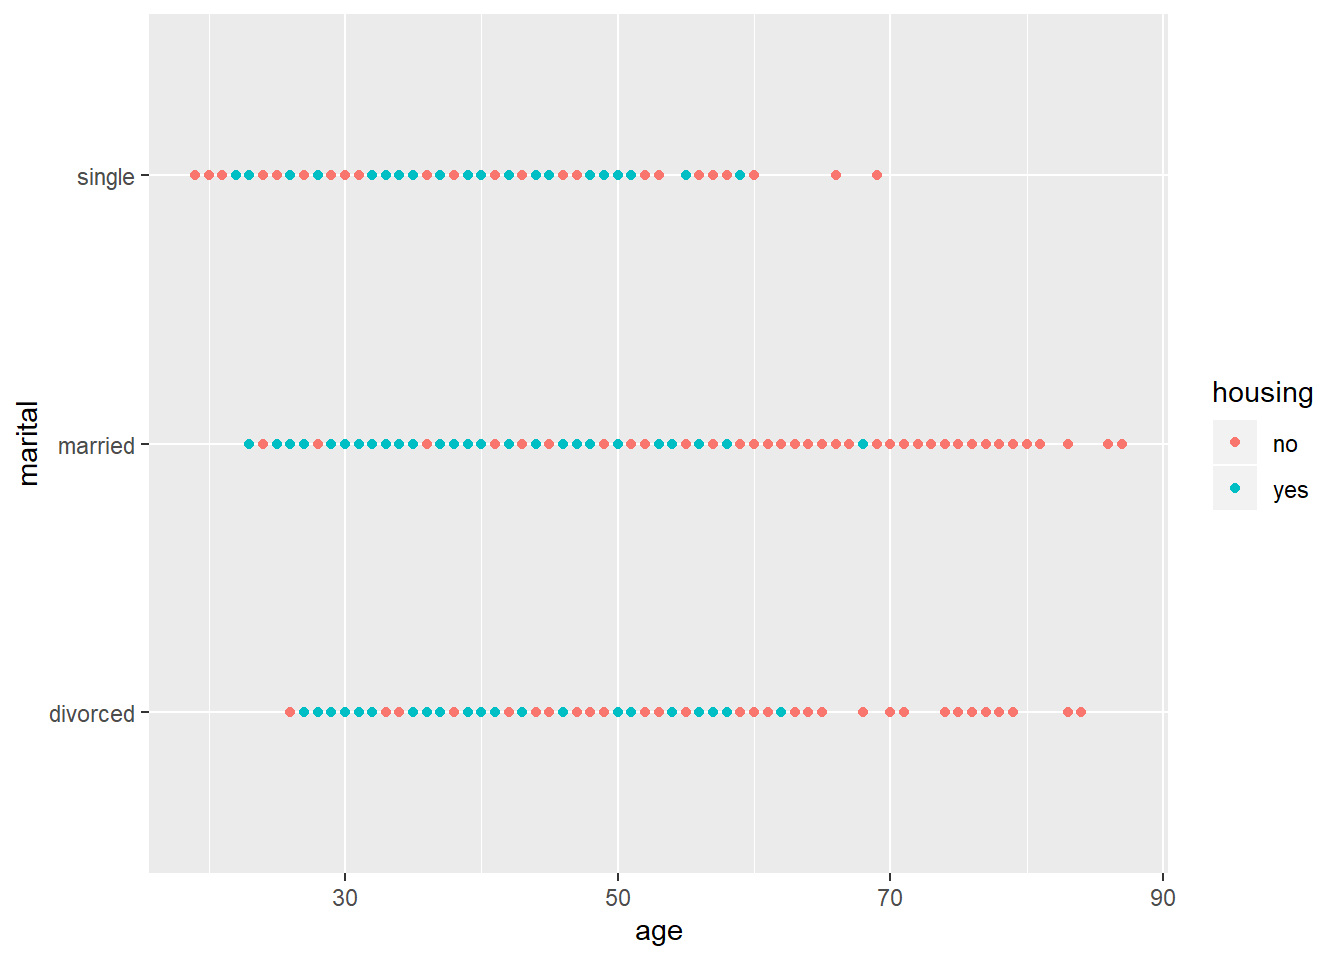 single
married
divorced
marital
30 50 70 90
age
housing
no
yes